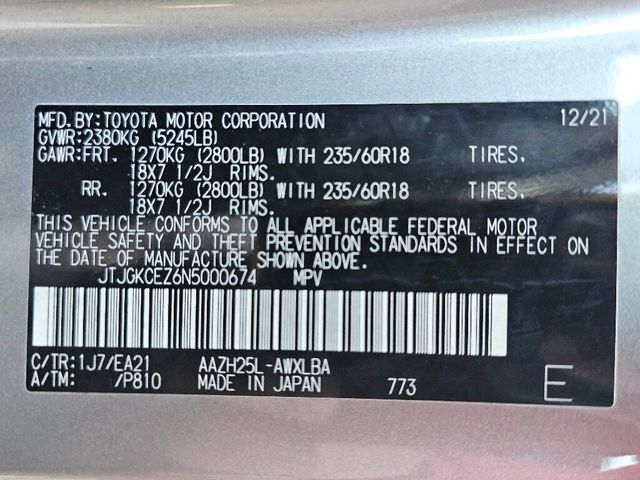 MFD.BY:TOYOTA MOTOR CORPORATION 12/21
GVWR:2380KG (5245LB)
GAWR:FRT. 1270KG (2800LB) WITH 235/60R18 TIRES,
18X7 1/2J RIMS.
RR. 1270KG (2800LB) WITH 235/60R18 TIRES,
18X7 1/2J RIMS.
THIS VEHICLE CONFORMS TO ALL APPLICABLE FEDERAL MOTOR
VEHICLE SAFETY AND THEFT PREVENTION STANDARDS IN EFFECT ON
THE DATE OF MANUFACTURE SHOWN ABOVE.
JTJGKCEZ6N5000674 MPV
C/TR:1J7/EA21 AAZH25L-AWXLBA
A/TM: /P810 MADE IN JAPAN 773 E